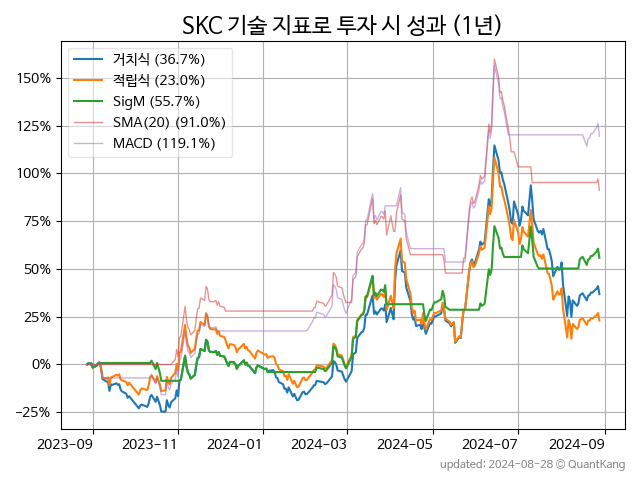 SKC 기술 지표로 투자 시 성과 (1년)
거치식 (36.7%)
적립식 (23.0%)
SigM (55.7%)
SMA(20) (91.0%)
MACD (119.1%)
150%
125%
100%
75%
50%
25%
0%
−25%
2023-09 2023-11 2024-01 2024-03 2024-05 2024-07 2024-09
updated: 2024-08-28 © QuantKang